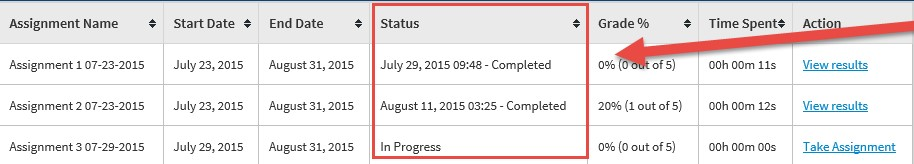 Assignment Name Start Date End Date Status Grade % Time Spent Action
Assignment 1 07-23-2015 July 23, 2015 August 31, 2015 July 29, 2015 09:48 - Completed 0% (0 out of 5) 00h 00m 11s View results
Assignment 2 07-23-2015 July 23, 2015 August 31, 2015 August 11, 2015 03:25 - Completed 20% (1 out of 5) 00h 00m 12s View results
Assignment 3 07-29-2015 July 29, 2015 August 31, 2015 In Progress 0% (0 out of 5) 00h 00m 00s Take Assignment